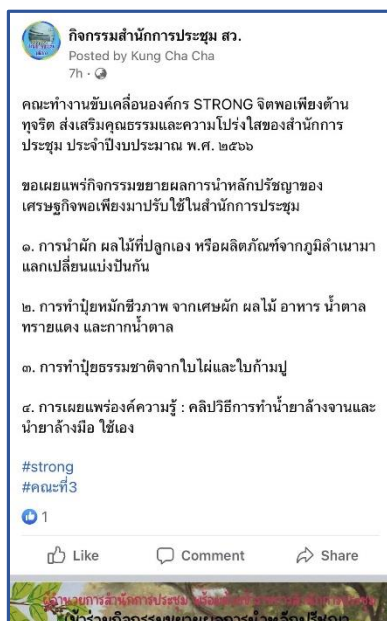 กิจกรรมสำนักการประชุม สว.
Posted by Kung Cha Cha
7h ·
คณะทำงานขับเคลื่อนองค์กร STRONG จิตพอเพียงต้าน
ทุจริต ส่งเสริมคุณธรรมและความโปร่งใสของสำนักการ
ประชุม ประจำปีงบประมาณ พ.ศ. ๒๕๖๖
ขอเผยแพร่กิจกรรมขยายผลการนำหลักปรัชญาของ
เศรษฐกิจพอเพียงมาปรับใช้ในสำนักการประชุม
๑. การนำผัก ผลไม้ที่ปลูกเอง หรือผลิตภัณฑ์จากภูมิลำเนามา
แลกเปลี่ยนแบ่งปันกัน
๒. การทำปุ๋ยหมักชีวภาพ จากเศษผัก ผลไม้ อาหาร น้ำตาล
ทรายแดง และกากน้ำตาล
๓. การทำปุ๋ยธรรมชาติจากใบไผ่และใบก้ามปู
๔. การเผยแพร่องค์ความรู้ : คลิปวิธีการทำน้ำยาล้างจานและ
นำยาล้างมือ ใช้เอง
#strong
#คณะที่3
1
Like Comment Share